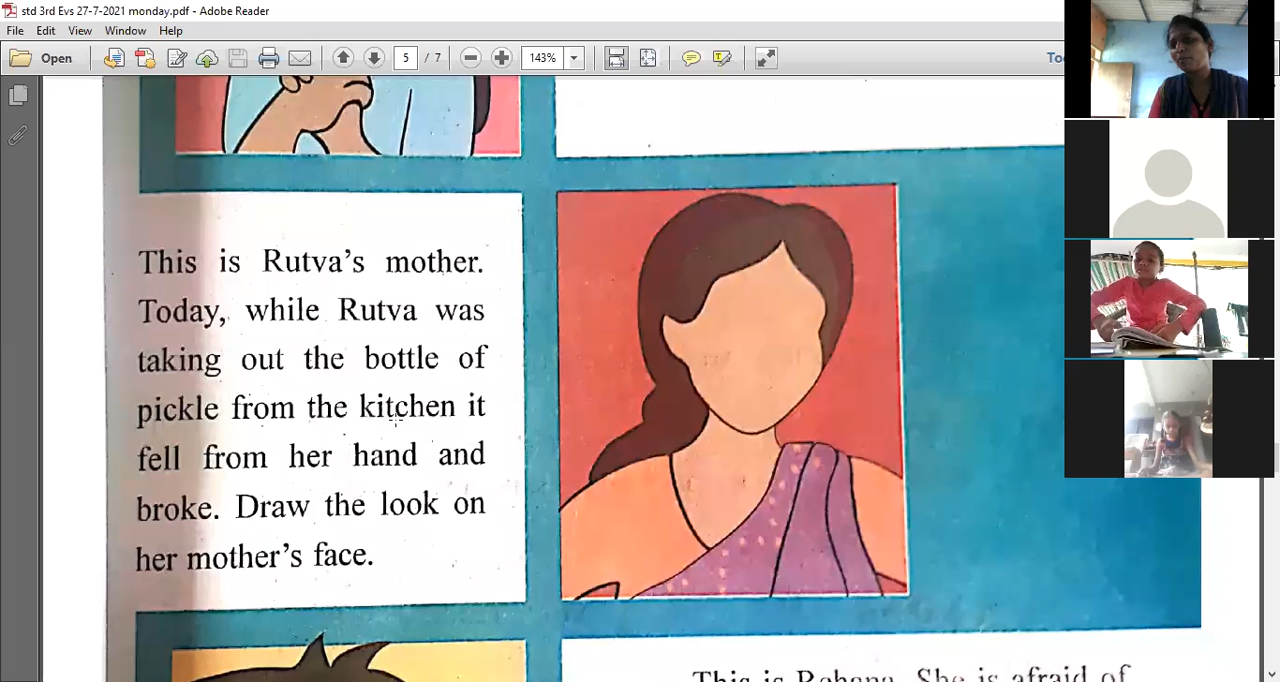 std 3rd Evs 27-7-2021 monday.pdf - Adobe Reader
File Edit View Window Help
Open 5 / 7 143%
This is Rutva's mother.
Today, while Rutva was
taking out the bottle of
pickle from the kitchen it
fell from her hand and
broke. Draw the look on
her mother's face.
This is Rehana. She is afraid of